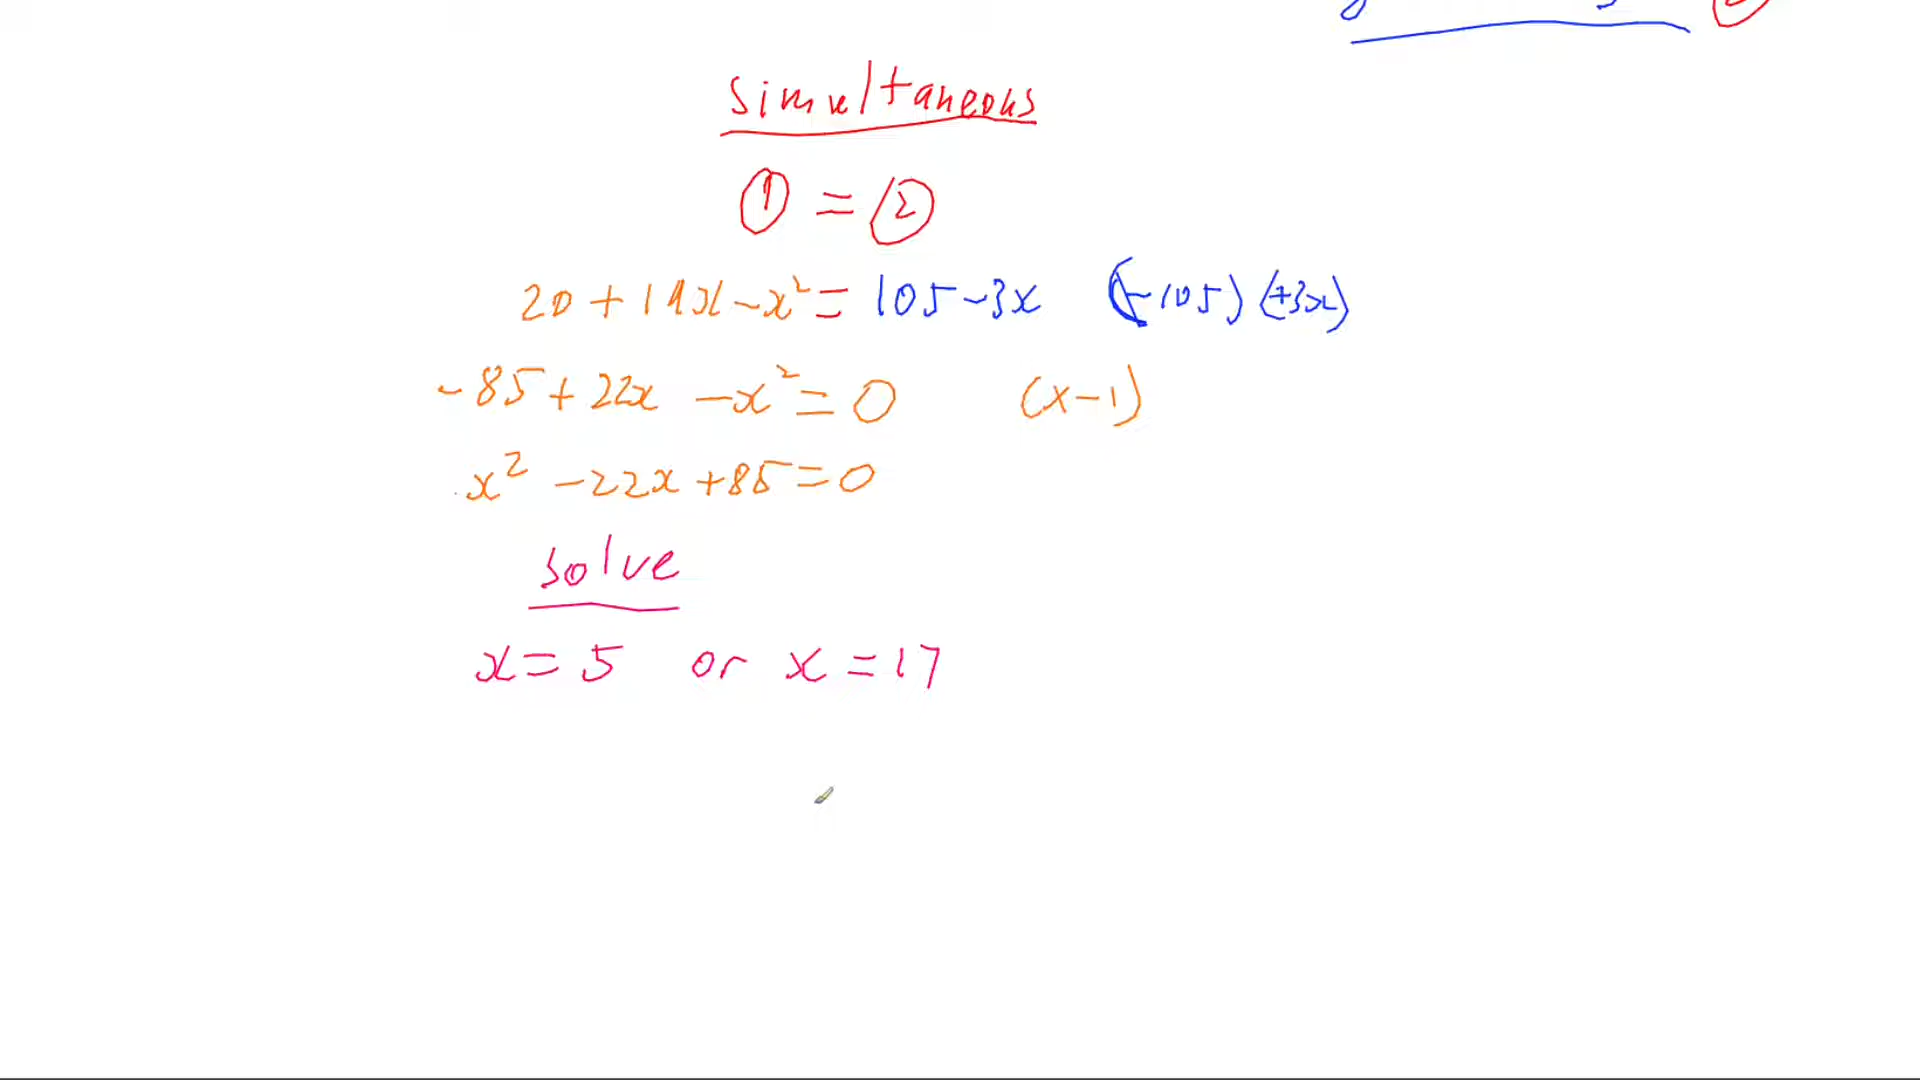 simultaneous
① = ②
20 + 19x - x² = 105 - 3x (-105) (+3x)
-85 + 22x - x² = 0 (x-1)
x² - 22x + 85 = 0
solve
x = 5 or x = 17